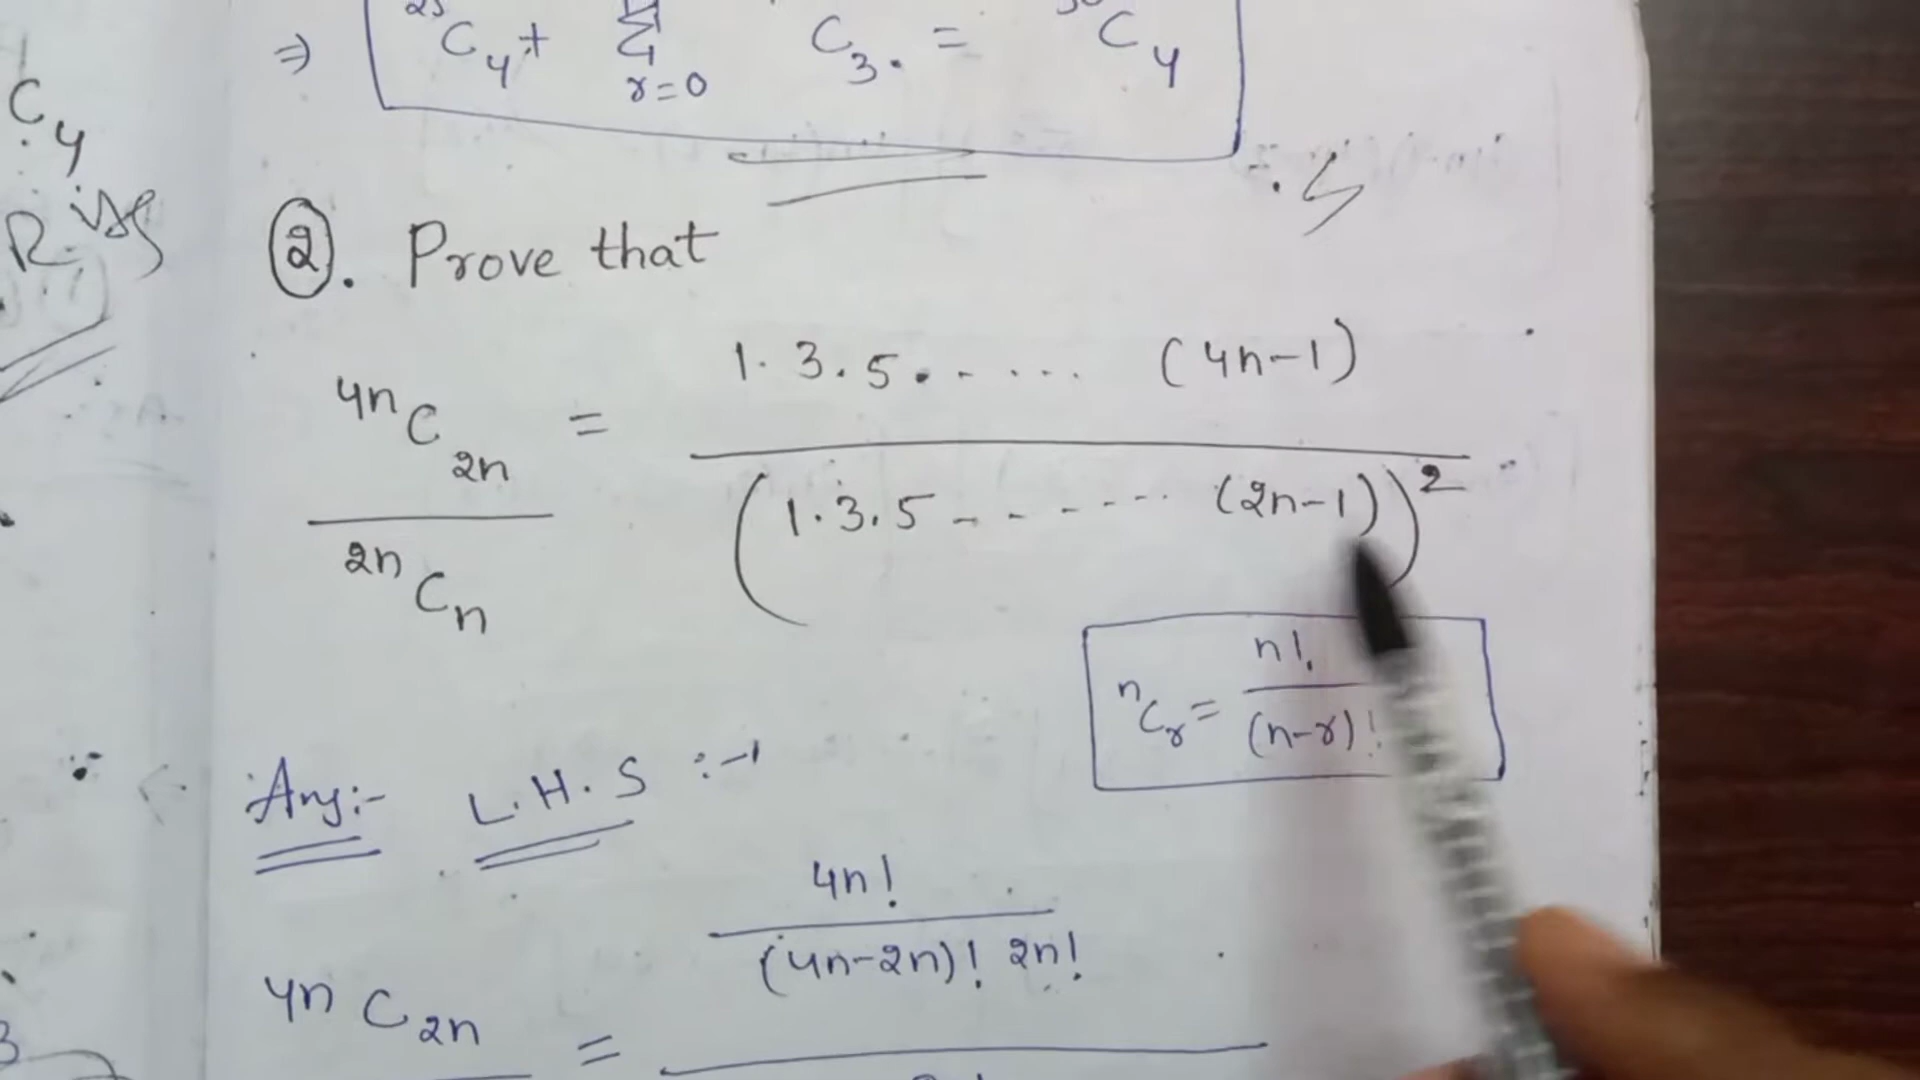 ⇒ ²⁵C₄ + Σ r=0 C₃. = C₄
C₄
②. Prove that
⁴ⁿC₂ₙ / ²ⁿCₙ = 1.3.5.....(4n-1) / (1.3.5------(2n-1))²
ⁿCᵣ = n! / (n-r)!
Ans:- L.H.S :-
⁴ⁿC₂ₙ = 4n! / (4n-2n)! 2n!